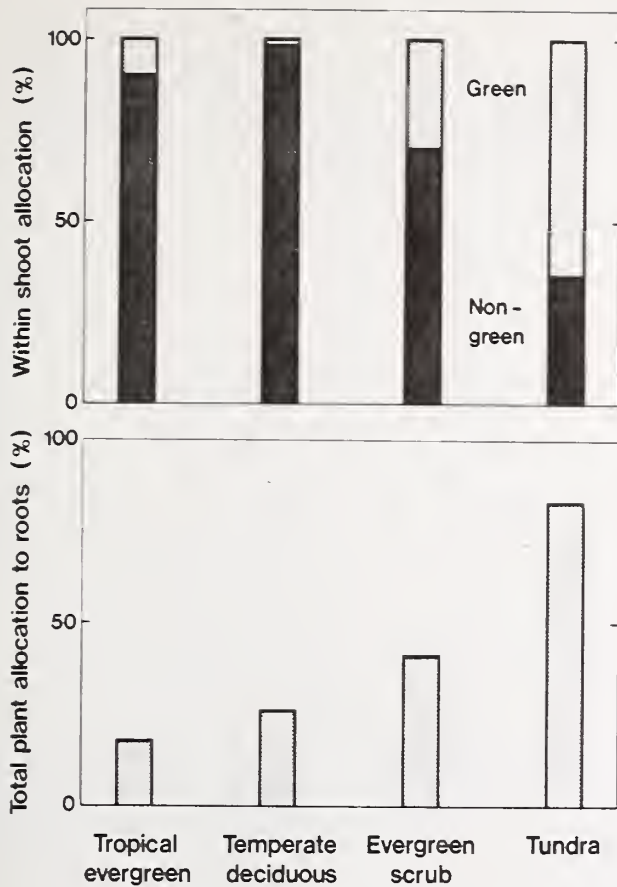 Within shoot allocation (%)
100
50
0
Green
Non-
green
Total plant allocation to roots (%)
100
50
0
Tropical
evergreen
Temperate
deciduous
Evergreen
scrub
Tundra